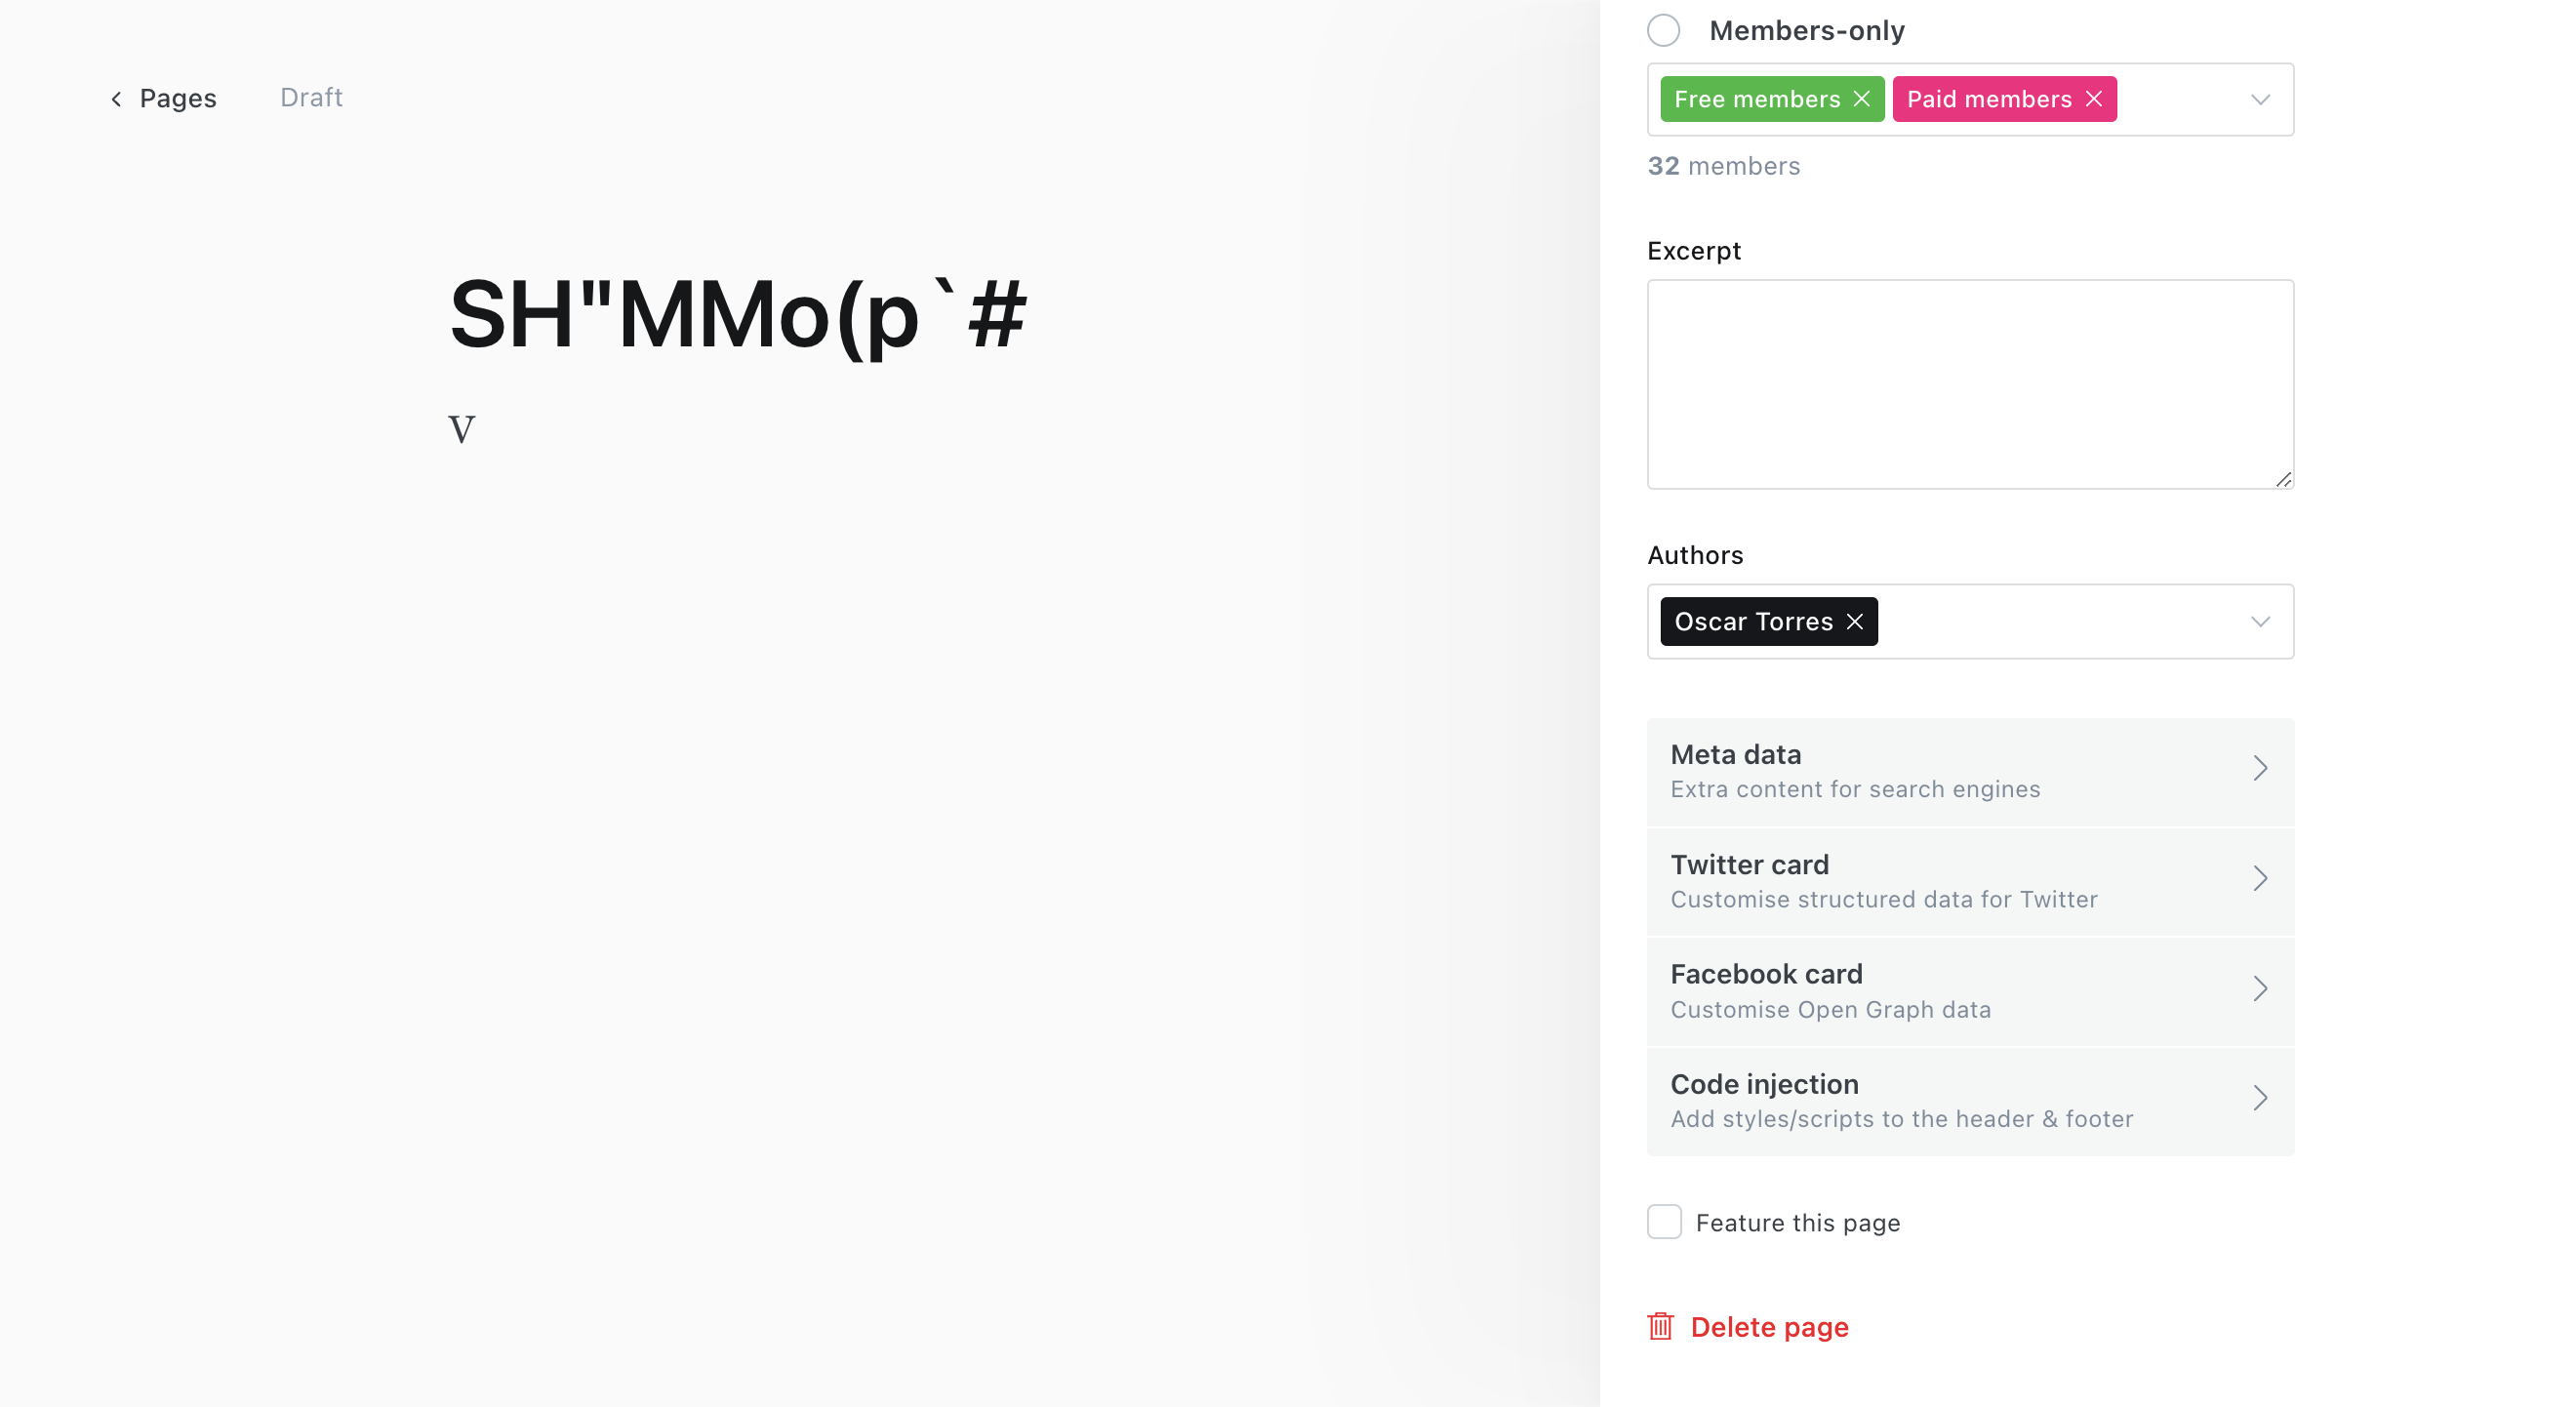 Pages Draft
SH"MMo(p`#
v
Members-only
Free members Paid members
32 members
Excerpt
Authors
Oscar Torres
Meta data
Extra content for search engines
Twitter card
Customise structured data for Twitter
Facebook card
Customise Open Graph data
Code injection
Add styles/scripts to the header & footer
Feature this page
Delete page